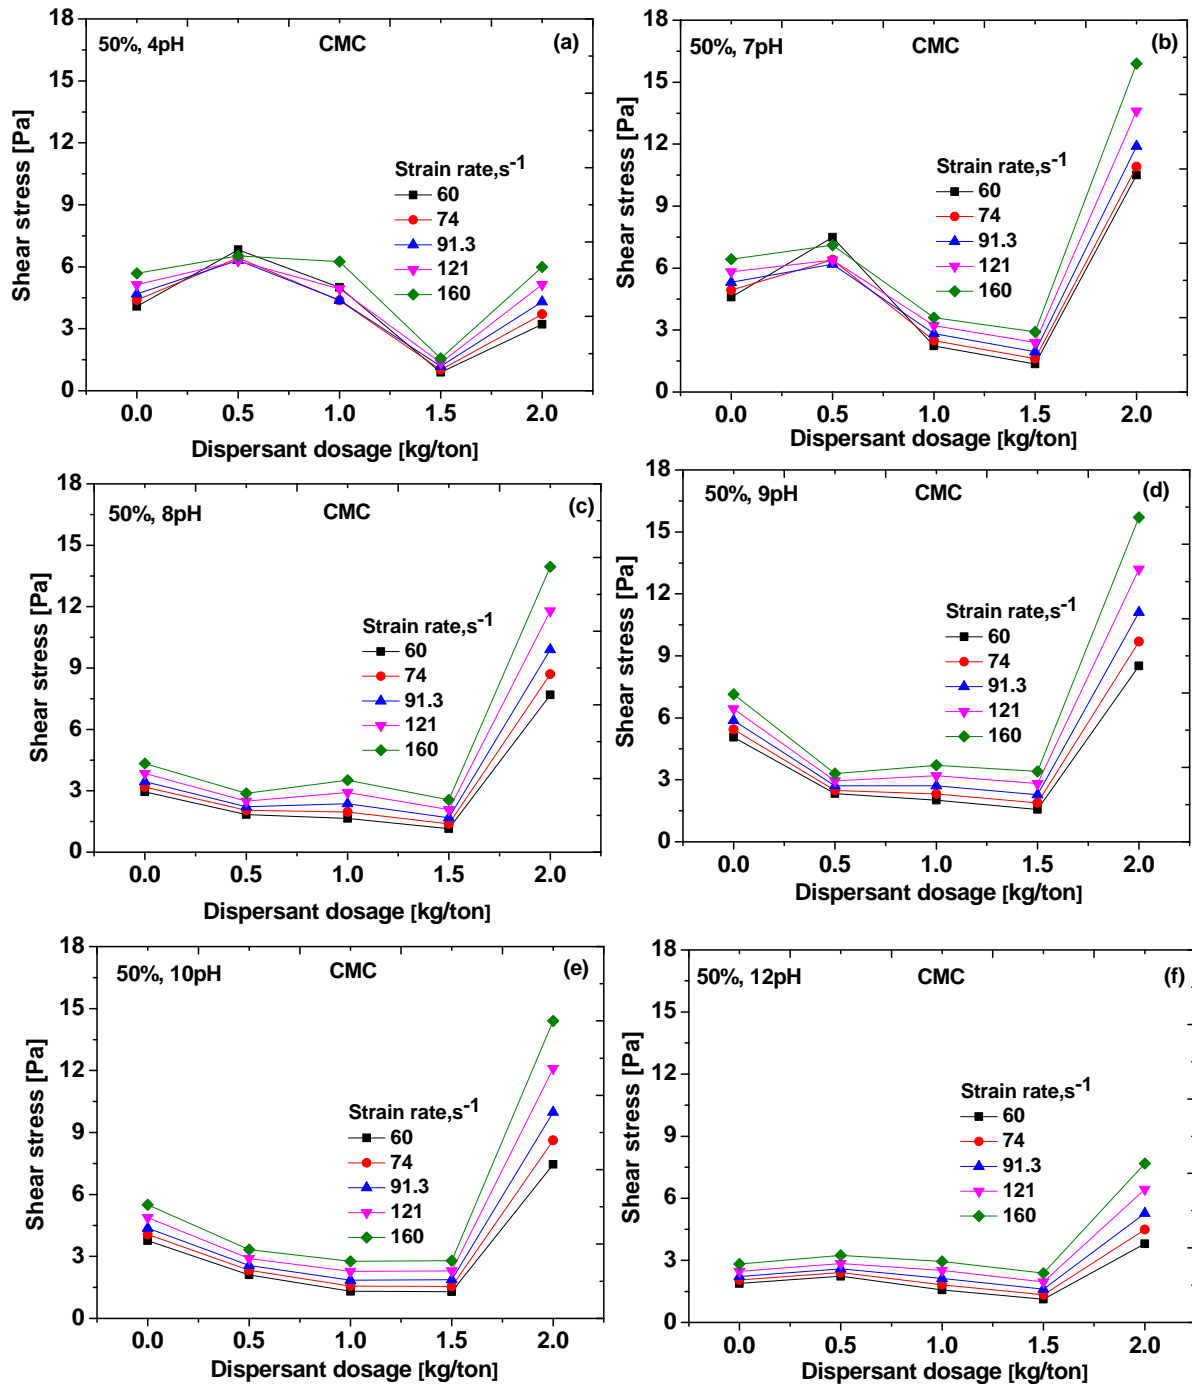 50%, 4pH CMC (a)
Shear stress [Pa]
18
15
12
9
6
3
0
Strain rate,s-1
60
74
91.3
121
160
0.0 0.5 1.0 1.5 2.0
Dispersant dosage [kg/ton]
50%, 7pH CMC (b)
Shear stress [Pa]
18
15
12
9
6
3
0
Strain rate,s-1
60
74
91.3
121
160
0.0 0.5 1.0 1.5 2.0
Dispersant dosage [kg/ton]
50%, 8pH CMC (c)
Shear stress [Pa]
18
15
12
9
6
3
0
Strain rate,s-1
60
74
91.3
121
160
0.0 0.5 1.0 1.5 2.0
Dispersant dosage [kg/ton]
50%, 9pH CMC (d)
Shear stress [Pa]
18
15
12
9
6
3
0
Strain rate,s-1
60
74
91.3
121
160
0.0 0.5 1.0 1.5 2.0
Dispersant dosage [kg/ton]
50%, 10pH CMC (e)
Shear stress [Pa]
18
15
12
9
6
3
0
Strain rate,s-1
60
74
91.3
121
160
0.0 0.5 1.0 1.5 2.0
Dispersant dosage [kg/ton]
50%, 12pH CMC (f)
Shear stress [Pa]
18
15
12
9
6
3
0
Strain rate,s-1
60
74
91.3
121
160
0.0 0.5 1.0 1.5 2.0
Dispersant dosage [kg/ton]